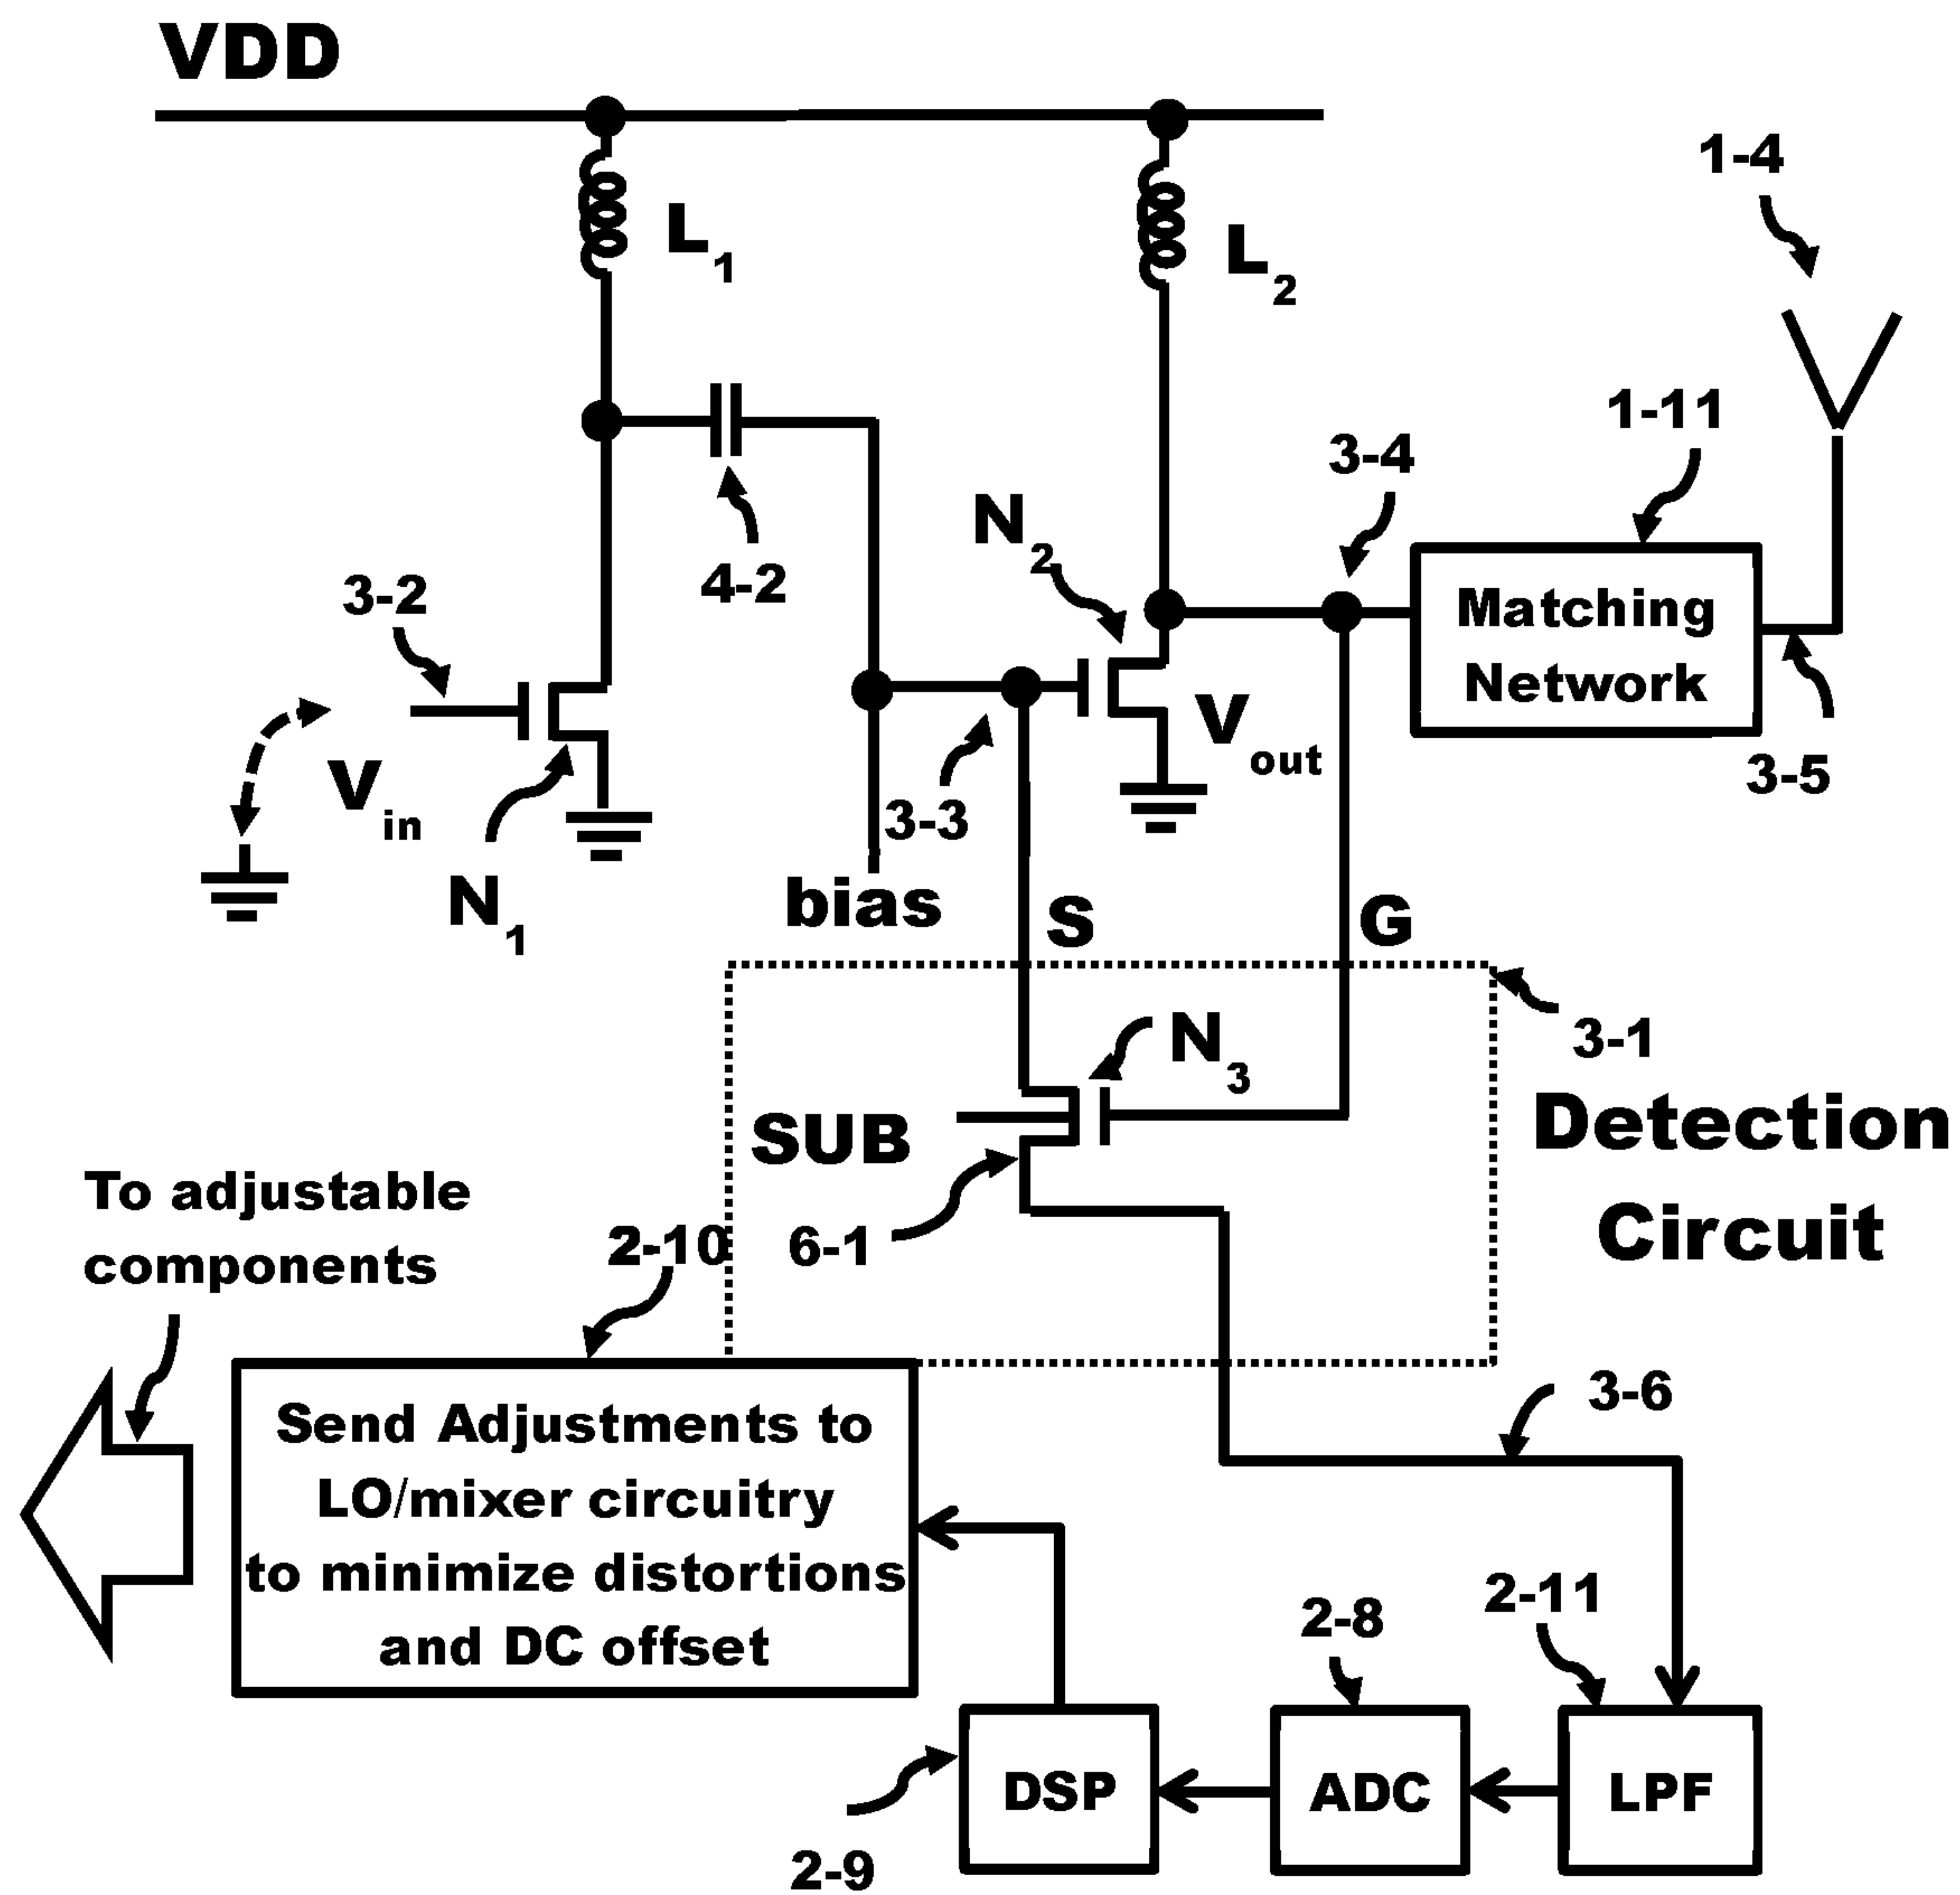 VDD
1-4
L1
L2
1-11
3-4
N2
4-2
3-2
Matching
Network
Vout
3-5
Vin
3-3
N1
bias
S
G
N3
3-1
SUB
Detection
Circuit
To adjustable
components
2-10
6-1
3-6
Send Adjustments to
LO/mixer circuitry
to minimize distortions
and DC offset
2-11
2-8
DSP
ADC
LPF
2-9